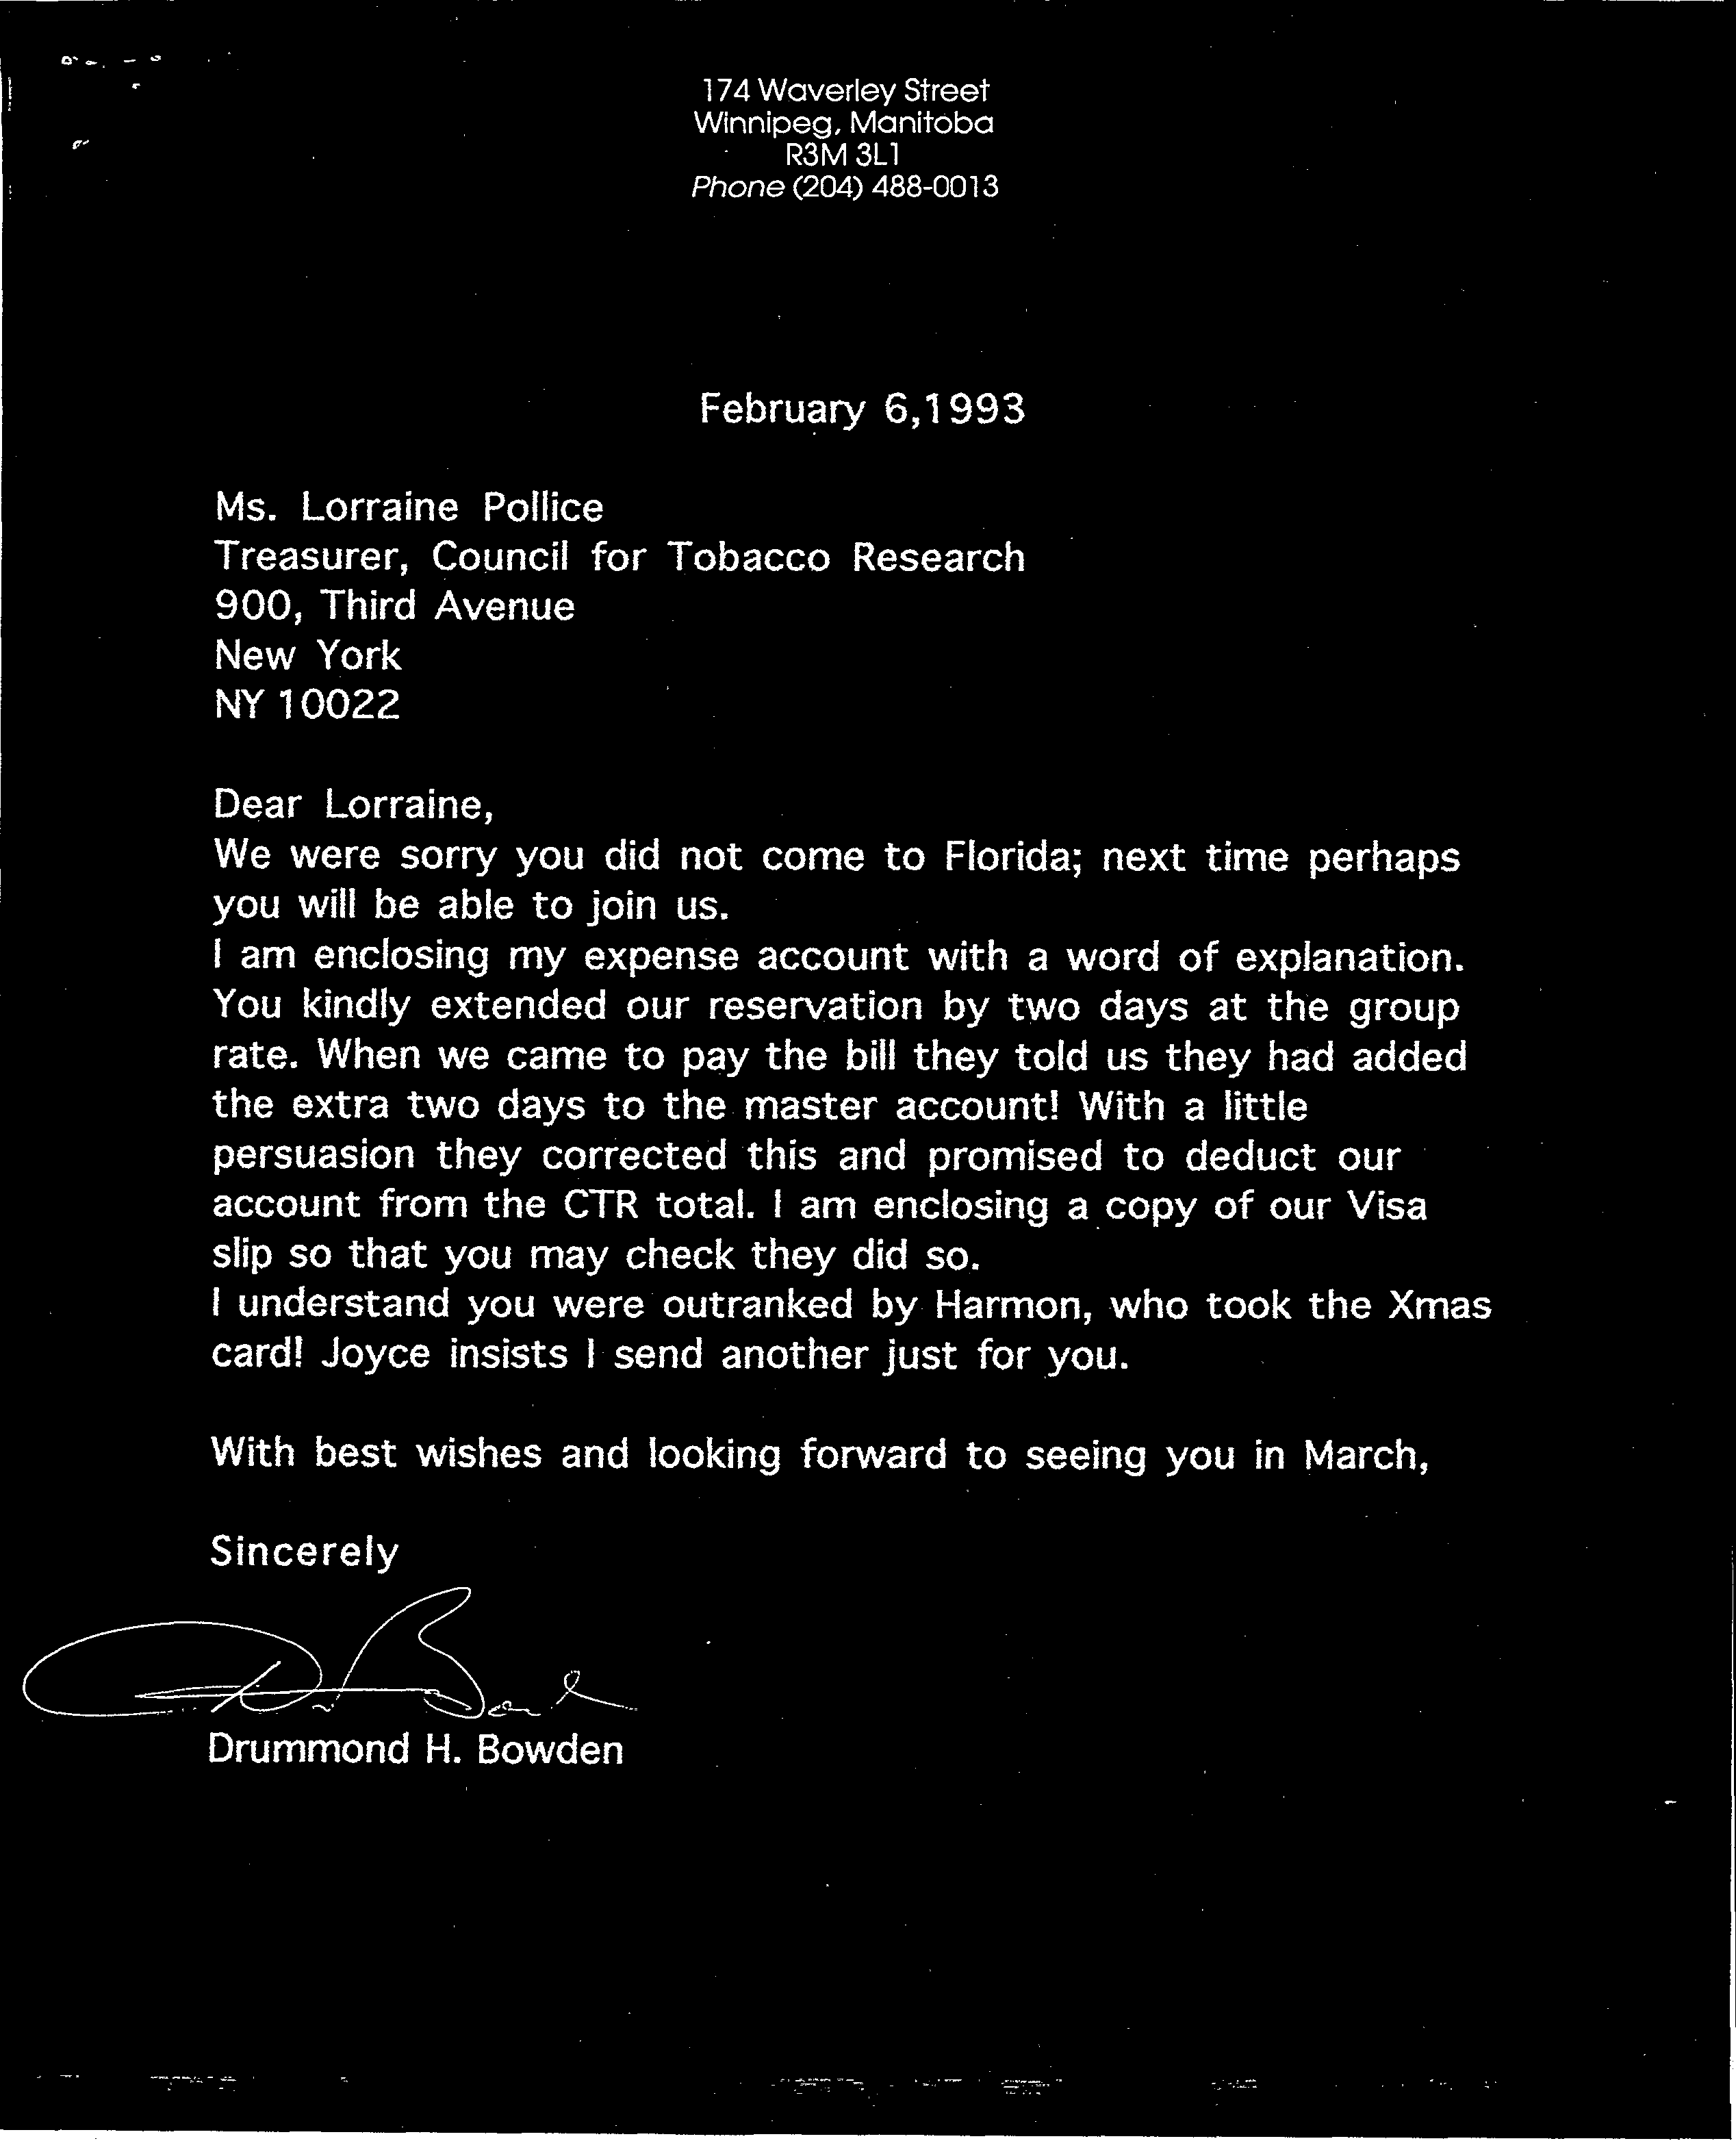 174 Waverley Street
Winnipeg, Manitoba
R3M 3L1
Phone (204) 488-0013
February 6,1993
Ms. Lorraine Pollice
Treasurer, Council for Tobacco Research
900, Third Avenue
New York
NY 10022
Dear Lorraine,
We were sorry you did not come to Florida; next time perhaps
you will be able to join us.
I am enclosing my expense account with a word of explanation.
You kindly extended our reservation by two days at the group
rate. When we came to pay the bill they told us they had added
the extra two days to the master account! With a little
persuasion they corrected this and promised to deduct our
account from the CTR total. I am enclosing a copy of our Visa
slip so that you may check they did so.
I understand you were outranked by Harmon, who took the Xmas
card! Joyce insists I send another just for you.
With best wishes and looking forward to seeing you in March,
Sincerely
Drummond H. Bowden